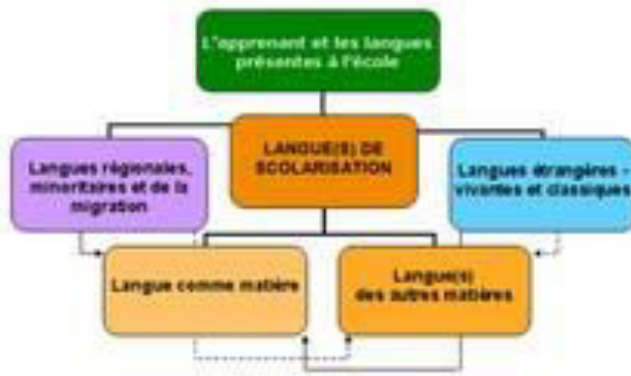 L'apprenant et les langues
présentes à l'école
LANGUE(S) DE
SCOLARISATION
Langues régionales,
minoritaires et de la
migration
Langues étrangères -
vivantes et classiques
Langue comme matière
Langue(s)
des autres matières